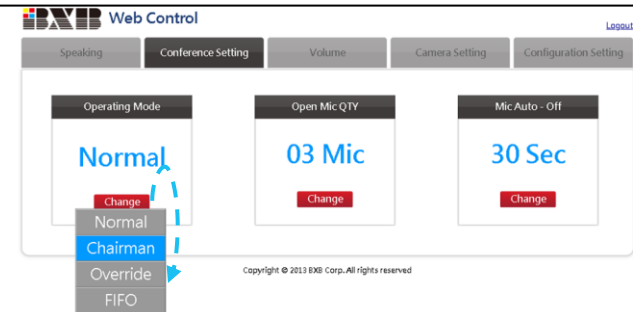 BXB Web Control
Logout
Speaking
Conference Setting
Volume
Camera Setting
Configuration Setting
Operating Mode
Open Mic QTY
Mic Auto - Off
Normal
03 Mic
30 Sec
Change
Change
Change
Normal
Chairman
Override
FIFO
Copyright © 2013 BXB Corp. All rights reserved